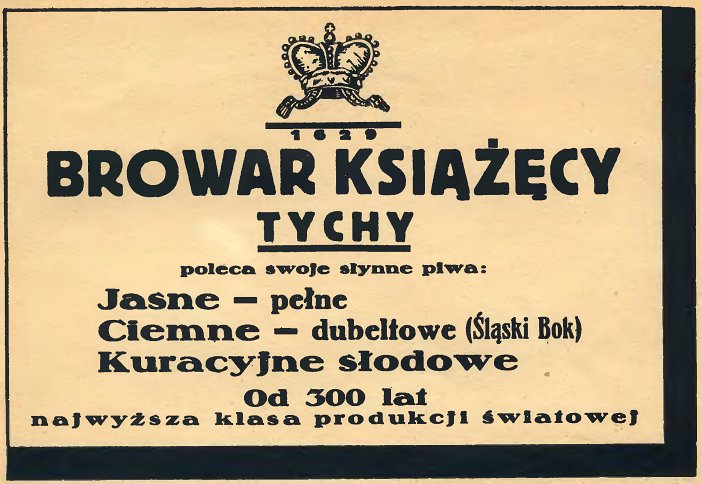 1629
BROWAR KSIĄŻĘCY
TYCHY
poleca swoje słynne piwa:
Jasne — pełne
Ciemne — dubeltowe (Śląski Bok)
Kuracyjne słodowe
Od 300 lat
najwyższa klasa produkcji światowej